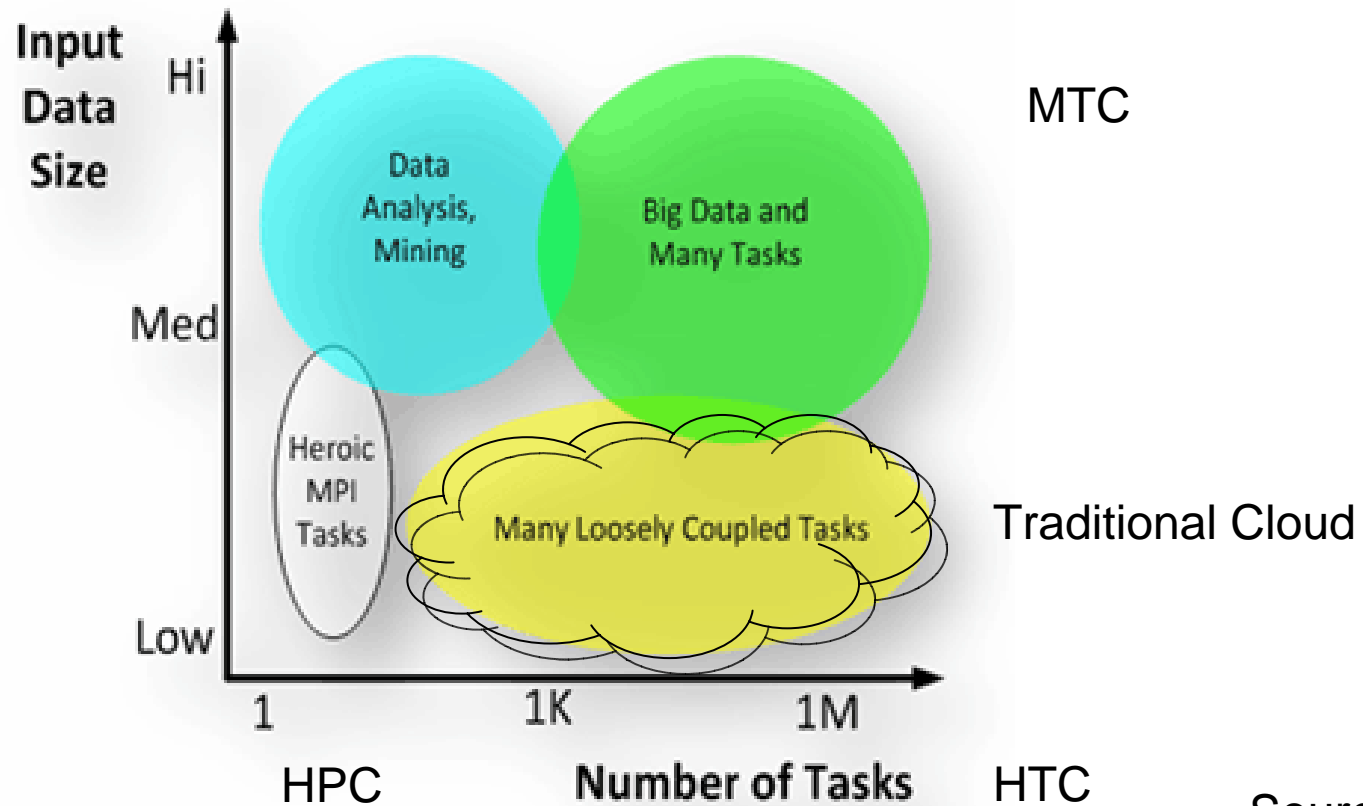 Input
Data
Size
Hi
Med
Low
MTC
Data
Analysis,
Mining
Big Data and
Many Tasks
Heroic
MPI
Tasks
Many Loosely Coupled Tasks
Traditional Cloud
1
1K
1M
HPC
Number of Tasks
HTC